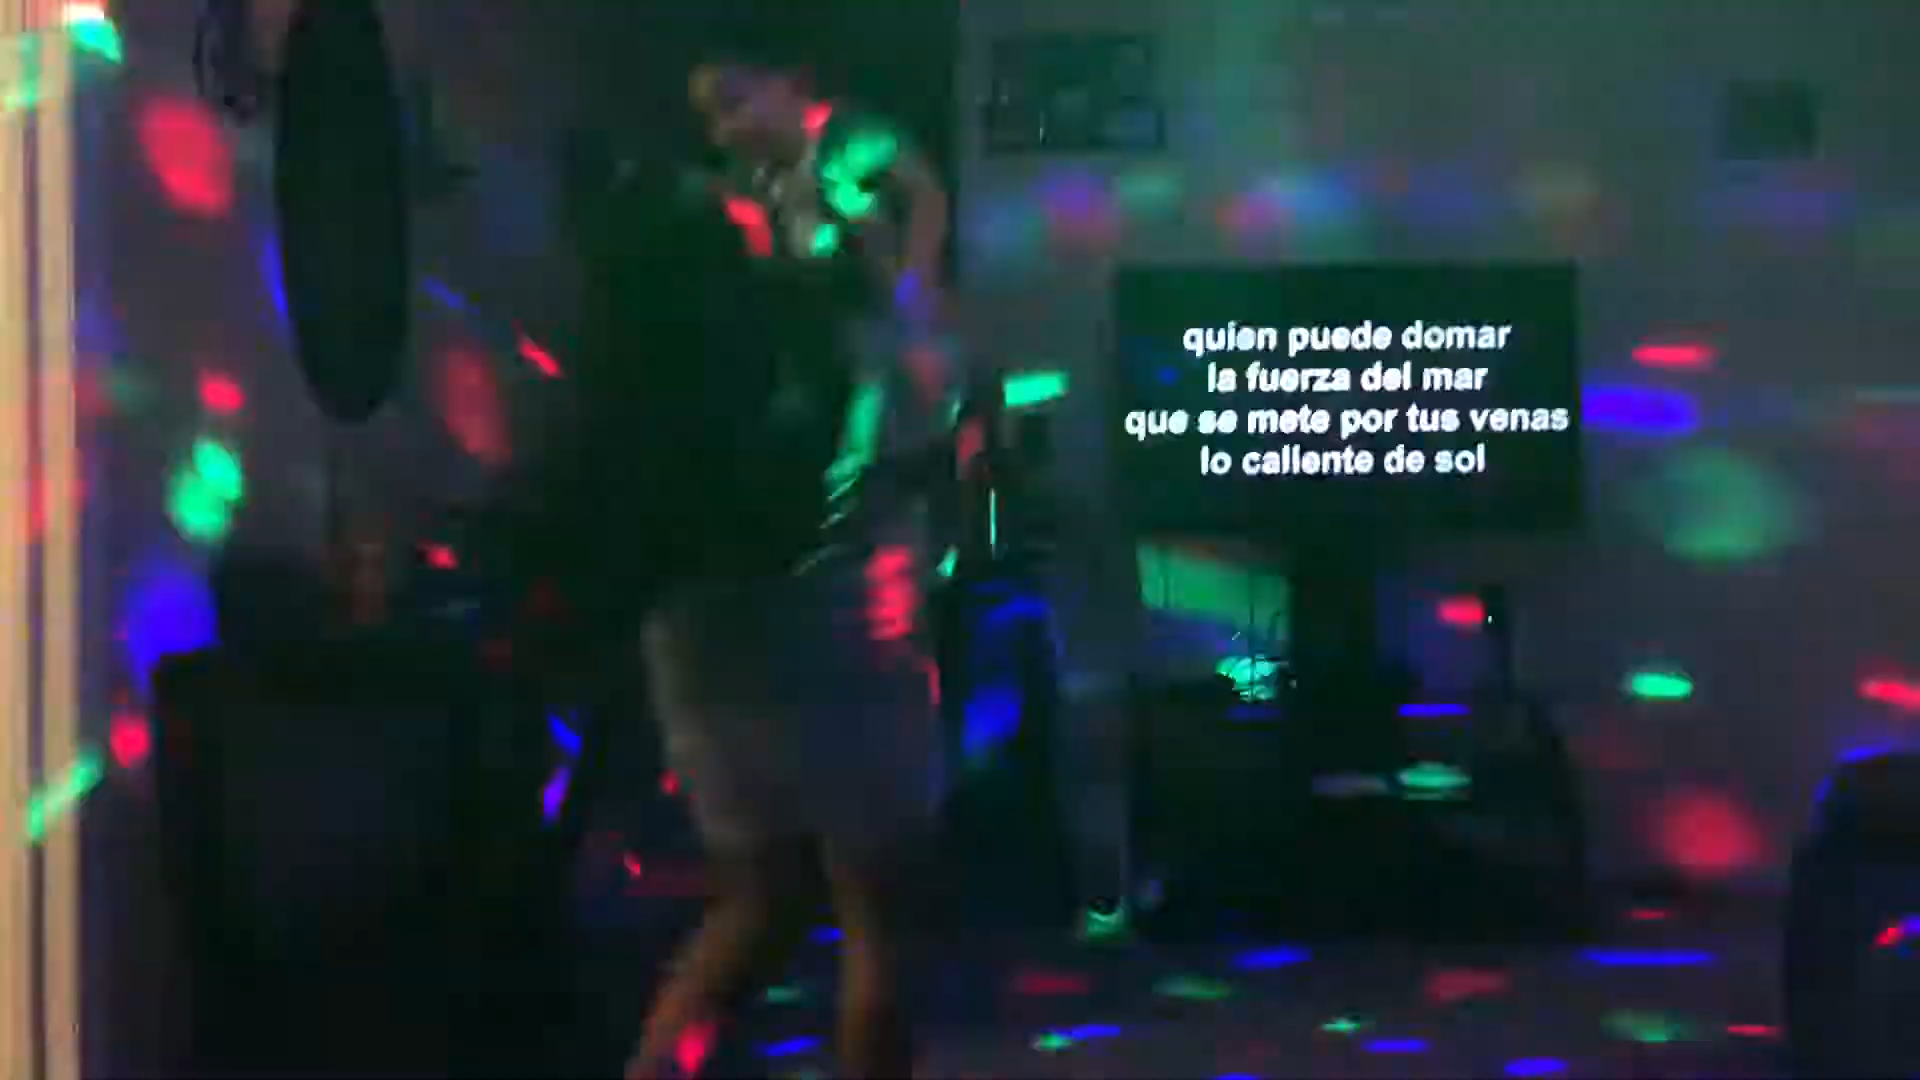 quien puede domar
la fuerza del mar
que se mete por tus venas
lo caliente de sol